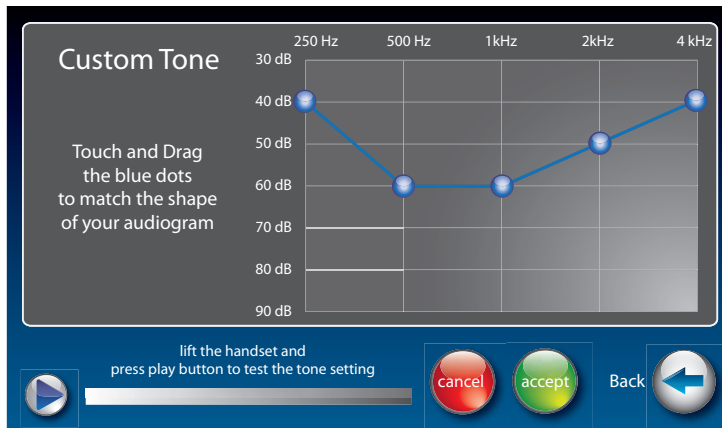 Custom Tone
Touch and Drag
the blue dots
to match the shape
of your audiogram
250 Hz 500 Hz 1kHz 2kHz 4 kHz
30 dB
40 dB
50 dB
60 dB
70 dB
80 dB
90 dB
lift the handset and
press play button to test the tone setting
cancel accept Back